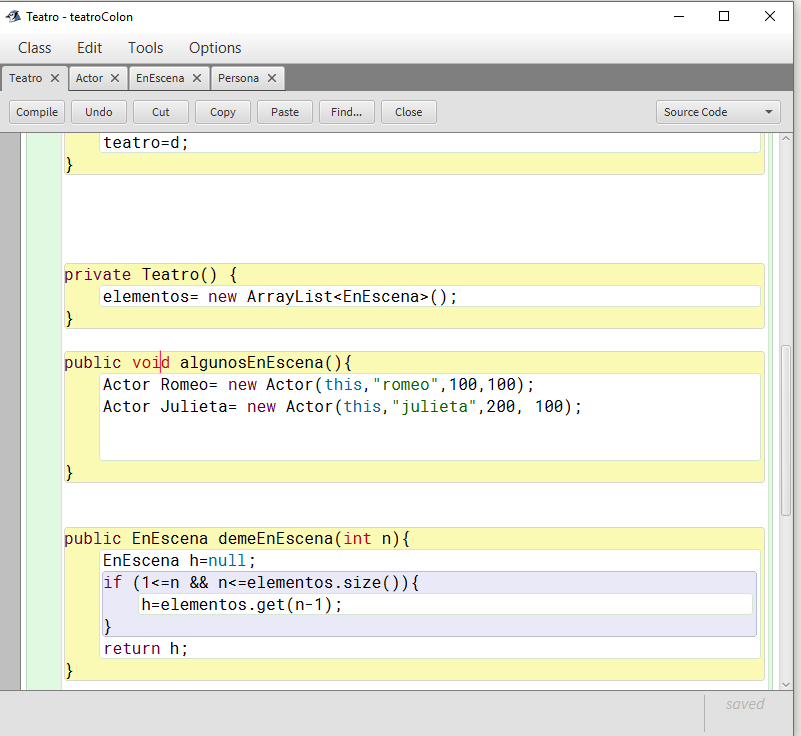 Teatro - teatroColon
Class Edit Tools Options
Teatro Actor EnEscena Persona
Compile Undo Cut Copy Paste Find... Close Source Code
teatro=d;
}
private Teatro() {
elementos= new ArrayList<EnEscena>();
}
public void algunosEnEscena(){
Actor Romeo= new Actor(this,"romeo",100,100);
Actor Julieta= new Actor(this,"julieta",200, 100);
}
public EnEscena demeEnEscena(int n){
EnEscena h=null;
if (1<=n && n<=elementos.size()){
h=elementos.get(n-1);
}
return h;
}
saved